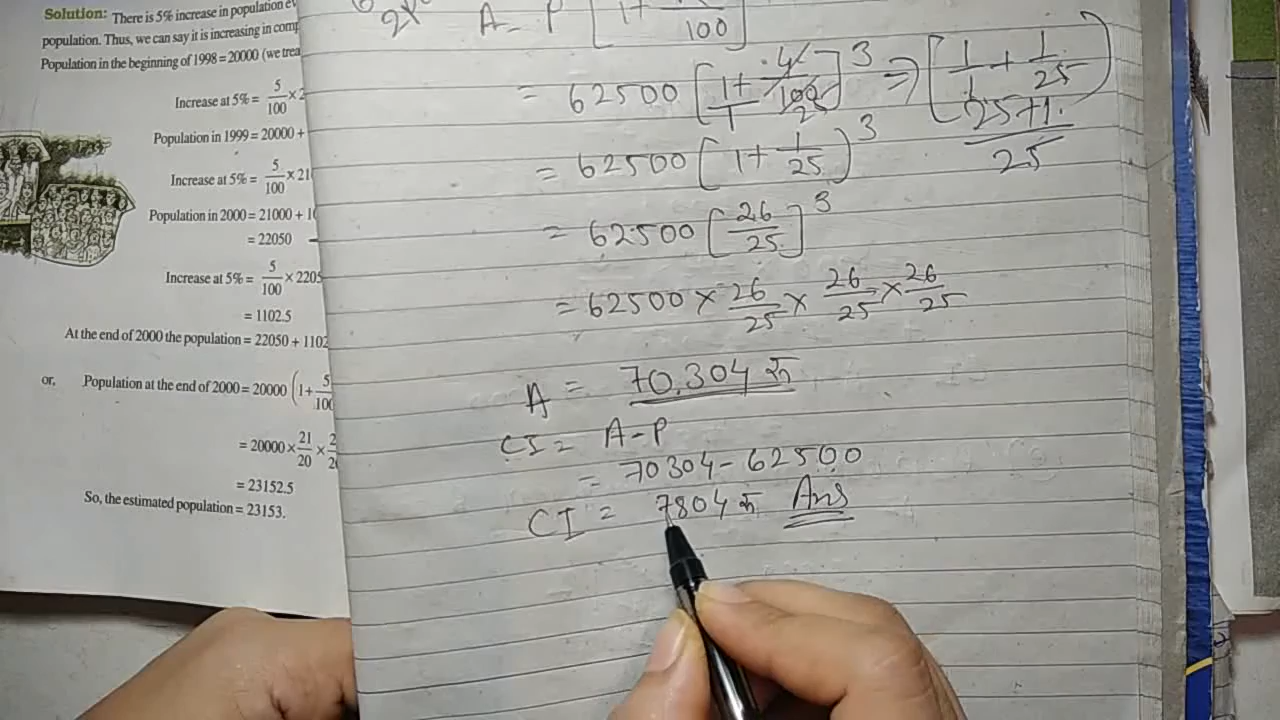 Solution: There is 5% increase in population
population. Thus, we can say it is increasing in
Population in the beginning of 1998 = 20000 (we
Increase at 5% = 5/100 ×
Population in 1999 = 20000 +
Increase at 5% = 5/100 × 21
Population in 2000 = 21000 +
= 22050
Increase at 5% = 5/100 × 2205
= 1102.5
At the end of 2000 the population = 22050 + 1102
or, Population at the end of 2000 = 20000 (1+ 5/100
= 20000 × 21/20 ×
= 23152.5
So, the estimated population = 23153.
A = P [1+ 100]
= 62500 [1/1 + 4/100 25]3 => [1/1 + 1/25)
25+1/25
= 62500 [1 + 1/25)3
= 62500 [26/25]3
= 62500 × 26/25 × 26/25 × 26/25
A = 70,304 रू
CI = A-P
= 70304 - 62500
CI = 7804 रू Ans